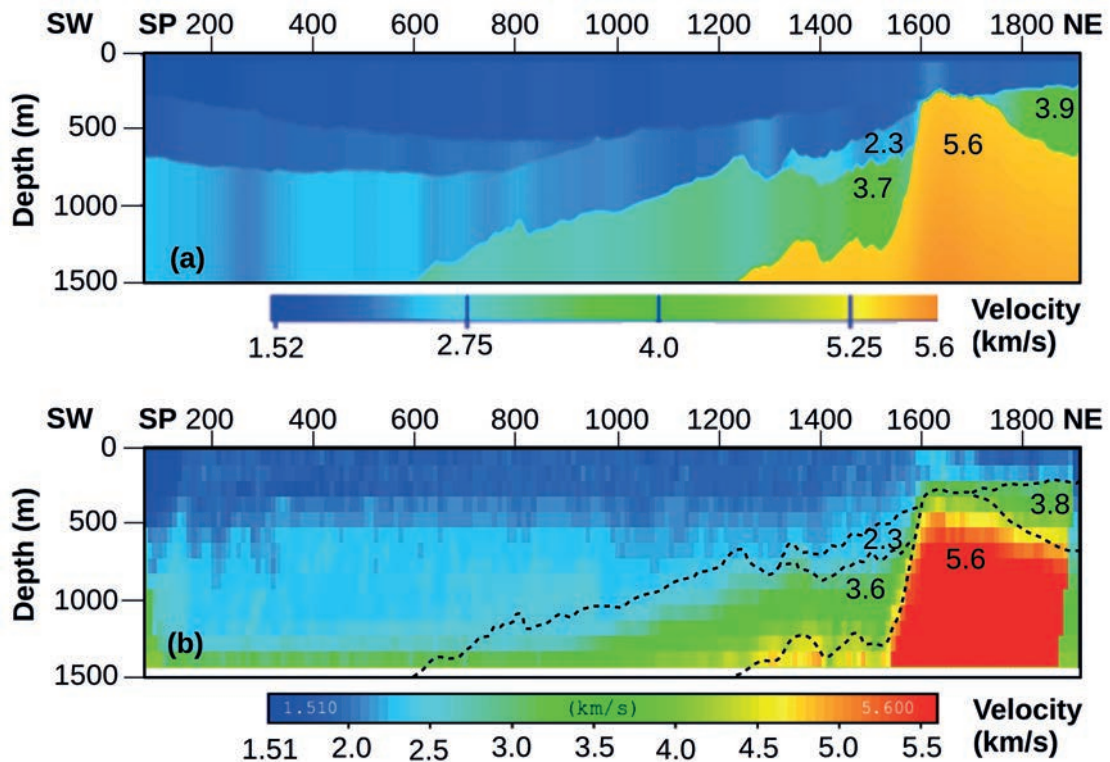 SW SP 200 400 600 800 1000 1200 1400 1600 1800 NE
0
500
1000
1500
Depth (m)
3.9
2.3
5.6
3.7
(a)
1.52 2.75 4.0 5.25 5.6
Velocity
(km/s)
SW SP 200 400 600 800 1000 1200 1400 1600 1800 NE
0
500
1000
1500
Depth (m)
3.8
2.3
5.6
3.6
(b)
1.510 (km/s) 5.600
1.51 2.0 2.5 3.0 3.5 4.0 4.5 5.0 5.5
Velocity
(km/s)